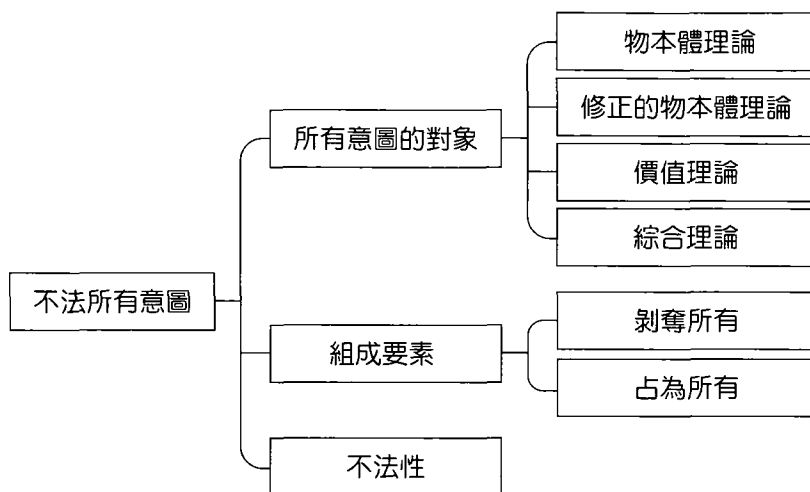 不法所有意圖
所有意圖的對象
物本體理論
修正的物本體理論
價值理論
綜合理論
組成要素
剝奪所有
占為所有
不法性